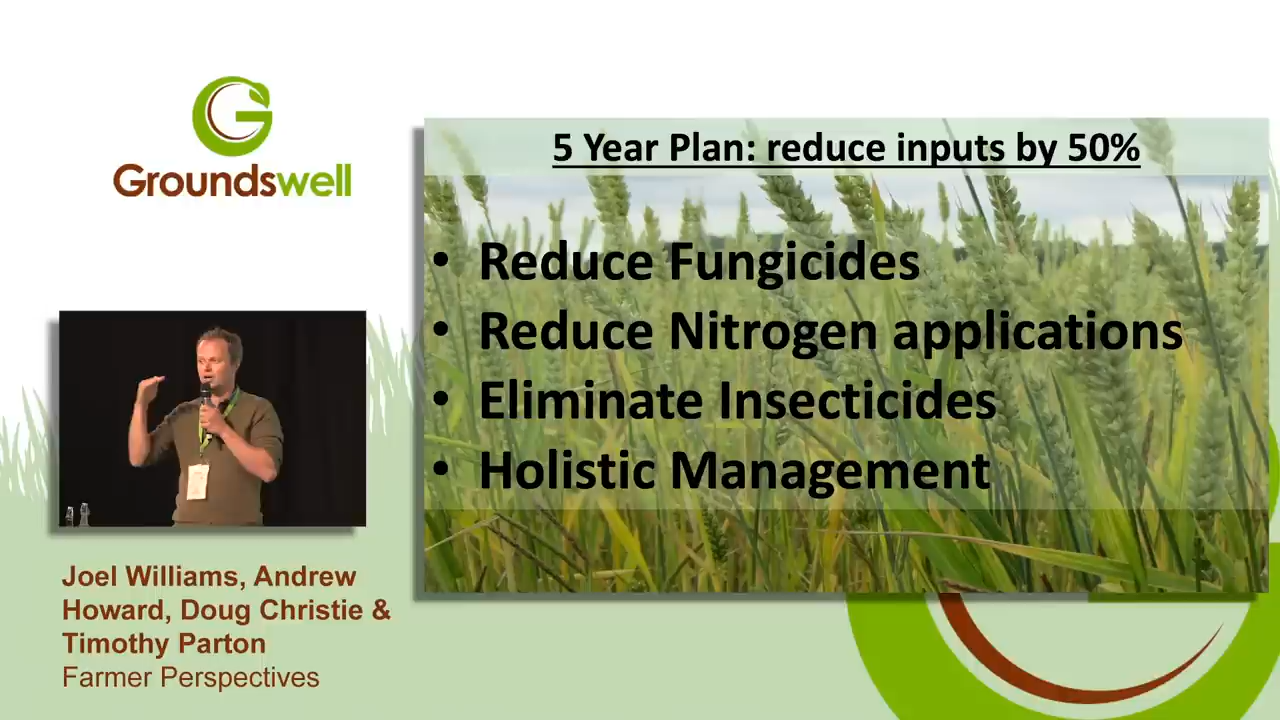 Groundswell
5 Year Plan: reduce inputs by 50%
• Reduce Fungicides
• Reduce Nitrogen applications
• Eliminate Insecticides
• Holistic Management
Joel Williams, Andrew
Howard, Doug Christie &
Timothy Parton
Farmer Perspectives